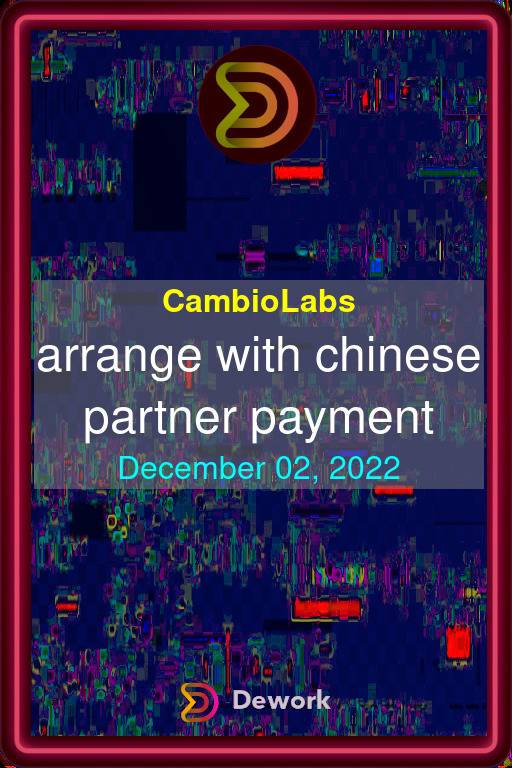 CambioLabs
arrange with chinese
partner payment
December 02, 2022
Dework